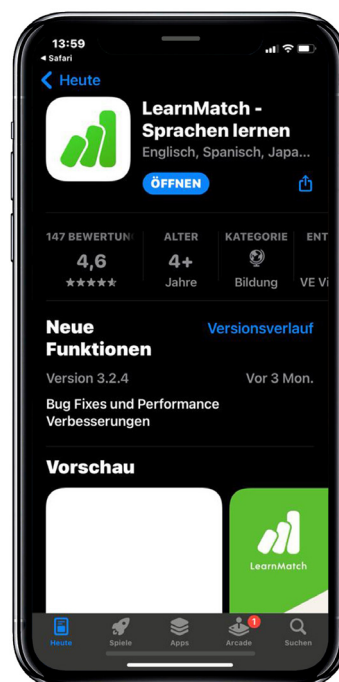 13:59
Safari
Heute
LearnMatch -
Sprachen lernen
Englisch, Spanisch, Japa...
ÖFFNEN
147 BEWERTUN
ALTER
KATEGORIE
ENT
4,6
4+
Jahre
Bildung
VE Vi
Neue
Funktionen
Versionsverlauf
Version 3.2.4
Vor 3 Mon.
Bug Fixes und Performance
Verbesserungen
Vorschau
LearnMatch
1
Heute
Spiele
Apps
Arcade
Suchen